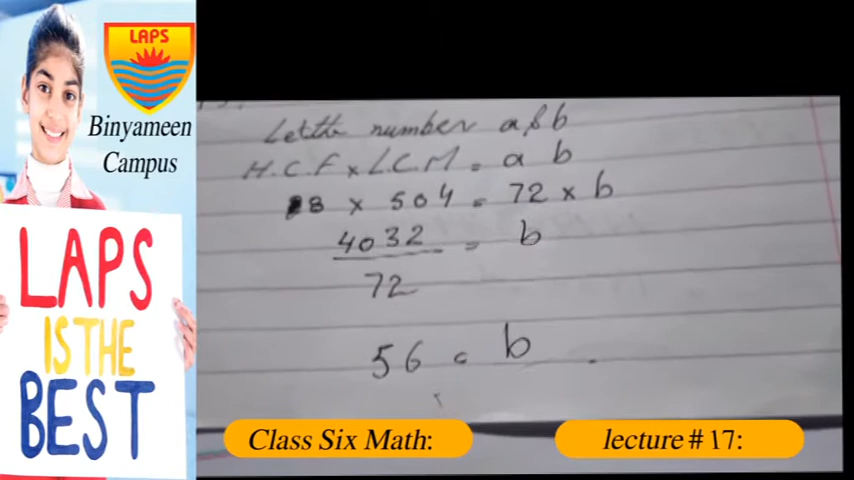 LAPS
Binyameen
Campus
LAPS
IS THE
BEST
Let the number a & b
H.C.F x L.C.M = a b
8 x 504 = 72 x b
4032 = b
72
56 = b
Class Six Math:
lecture # 17: